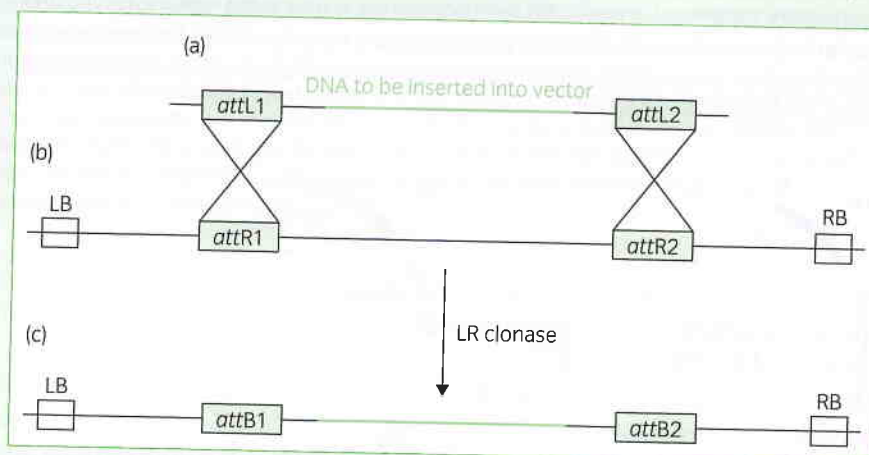 (a)
DNA to be inserted into vector
attL1
attL2
(b)
LB
RB
attR1
attR2
LR clonase
(c)
LB
RB
attB1
attB2